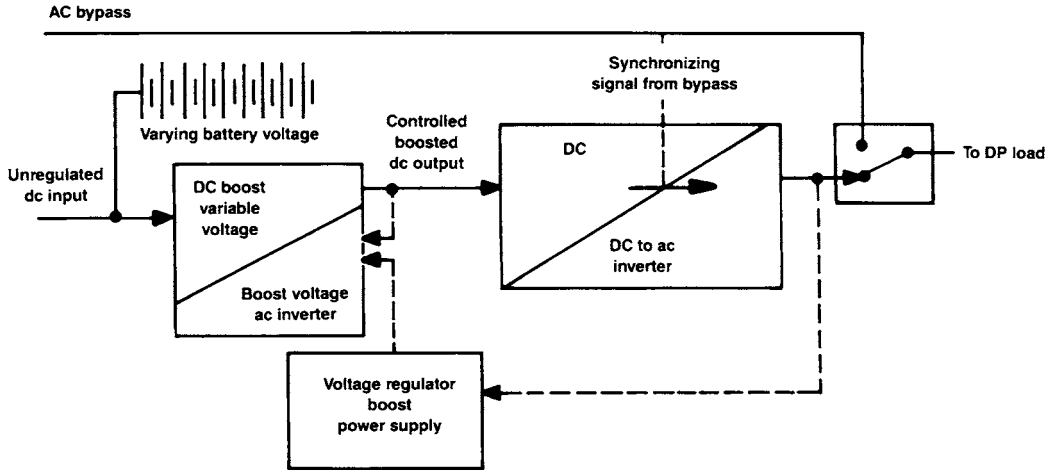 AC bypass
Synchronizing
signal from bypass
Varying battery voltage
Controlled
boosted
dc output
Unregulated
dc input
DC boost
variable
voltage
Boost voltage
ac inverter
DC
DC to ac
inverter
To DP load
Voltage regulator
boost
power supply